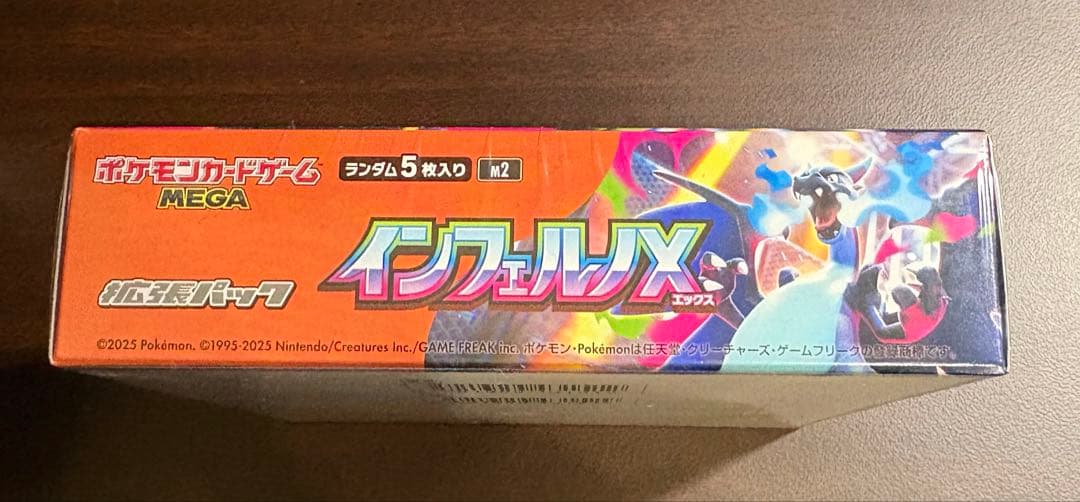 ポケモンカードゲーム™
MEGA
ランダム5枚入り
M2
インフェルノX
エックス
拡張パック
©2025 Pokémon. ©1995-2025 Nintendo/Creatures Inc./GAME FREAK inc. ポケモン・Pokémonは任天堂・クリーチャーズ・ゲームフリークの登録商標です。